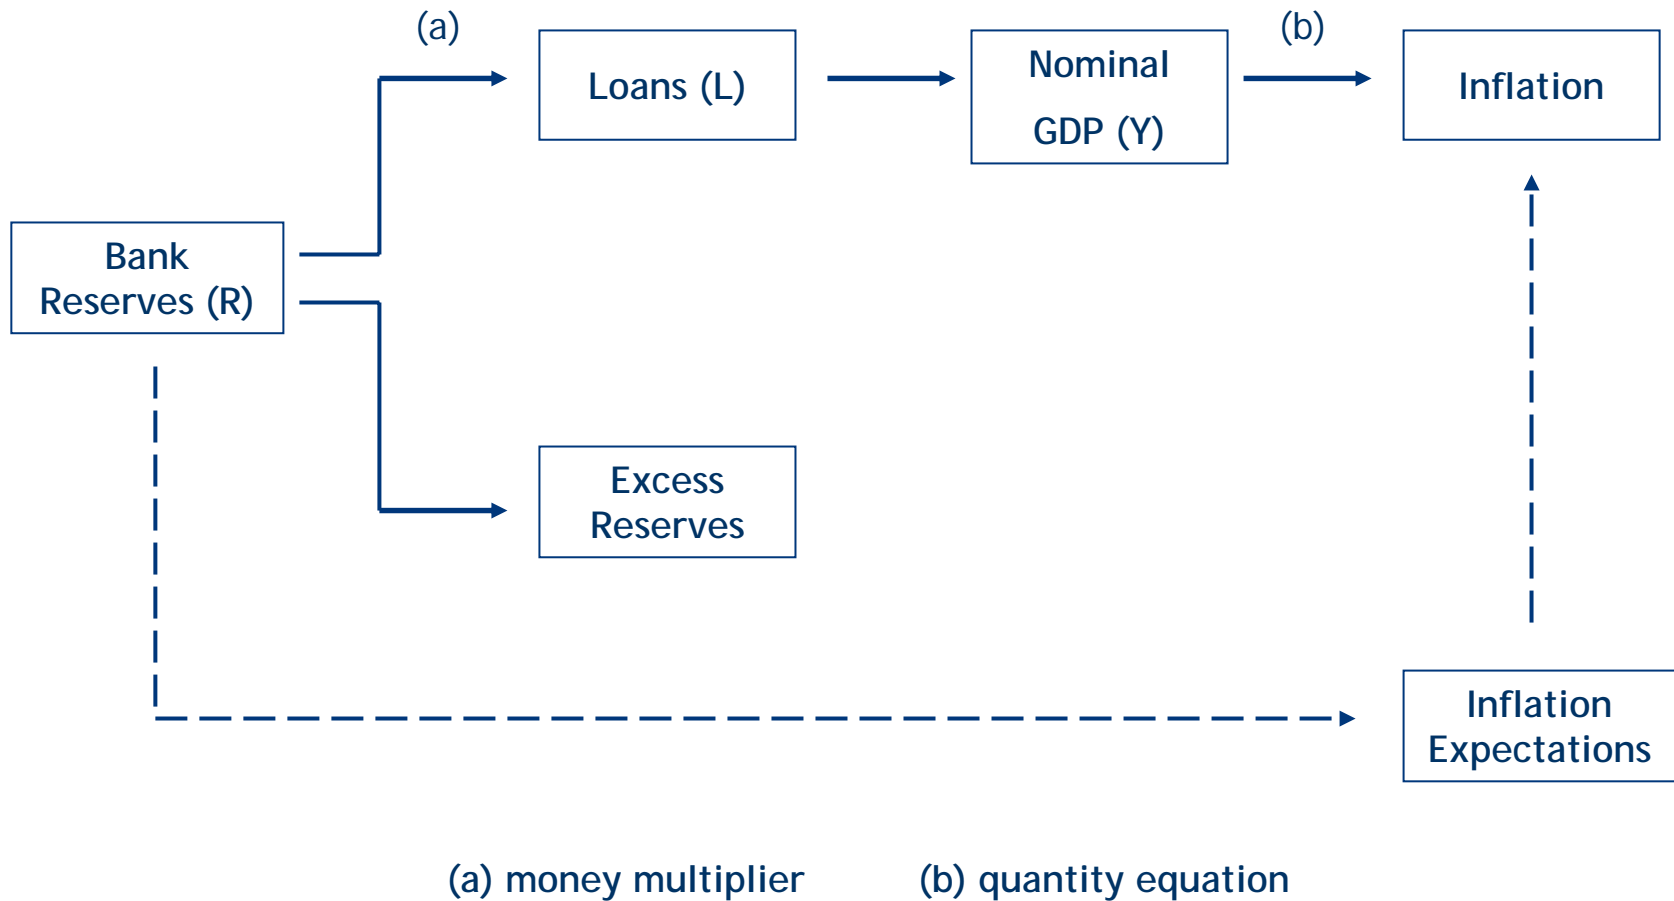 (a)
(b)
Loans (L)
Nominal
GDP (Y)
Inflation
Bank
Reserves (R)
Excess
Reserves
Inflation
Expectations
(a) money multiplier
(b) quantity equation